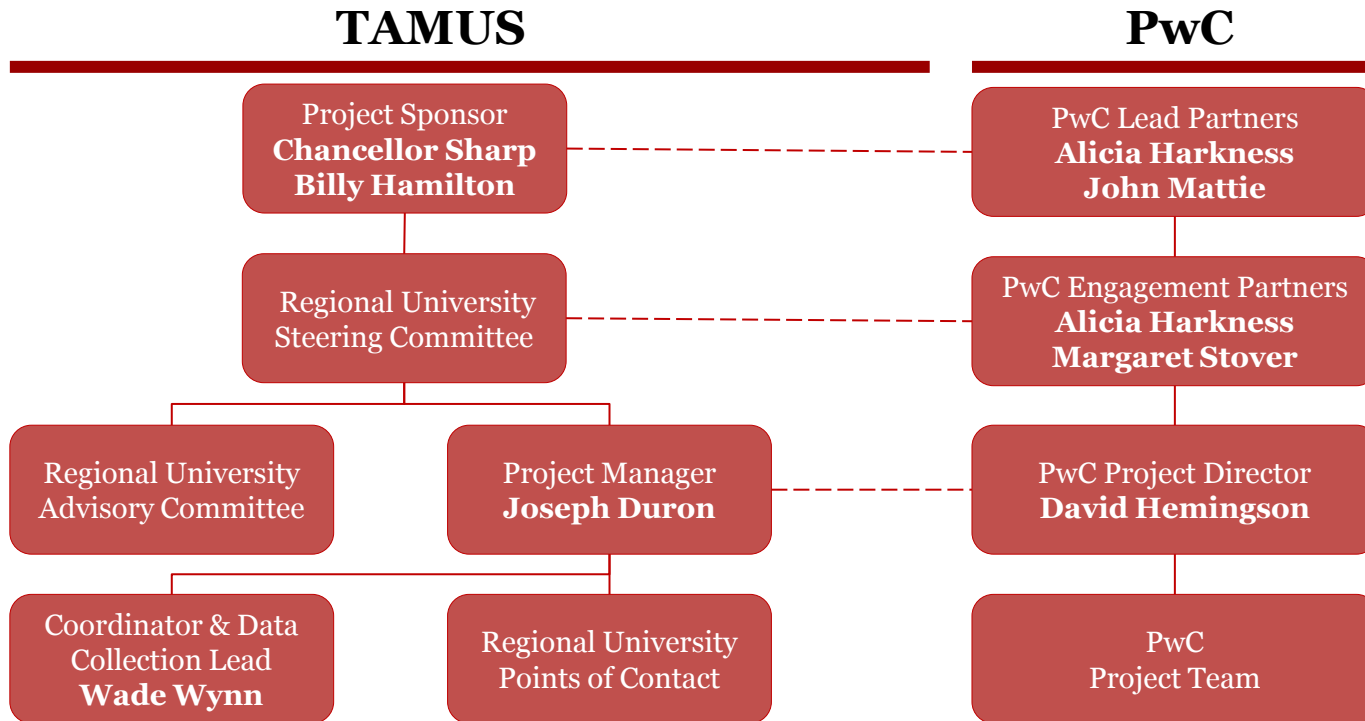 TAMUS
PwC
Project Sponsor
Chancellor Sharp
Billy Hamilton
PwC Lead Partners
Alicia Harkness
John Mattie
Regional University
Steering Committee
PwC Engagement Partners
Alicia Harkness
Margaret Stover
Regional University
Advisory Committee
Project Manager
Joseph Duron
PwC Project Director
David Hemingson
Coordinator & Data
Collection Lead
Wade Wynn
Regional University
Points of Contact
PwC
Project Team